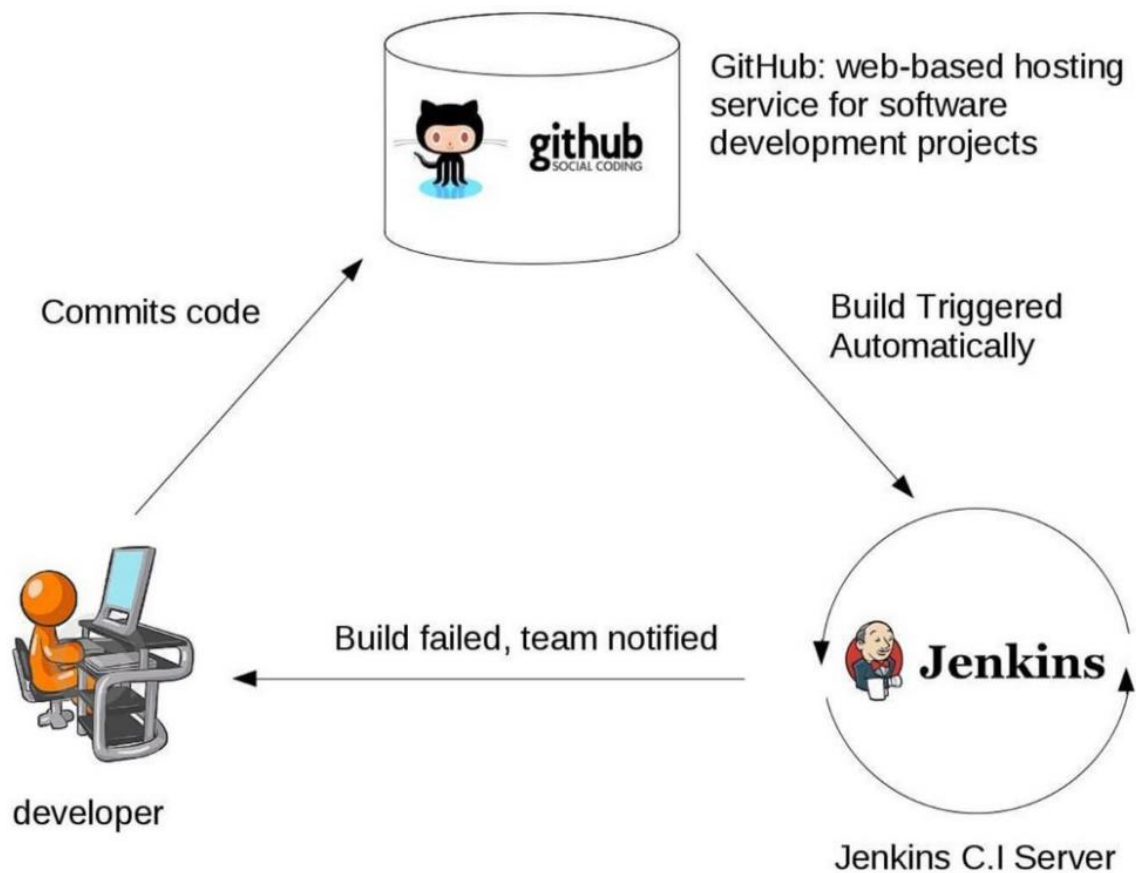 GitHub: web-based hosting
service for software
development projects
github
SOCIAL CODING
Commits code
Build Triggered
Automatically
Build failed, team notified
Jenkins
developer
Jenkins C.I Server